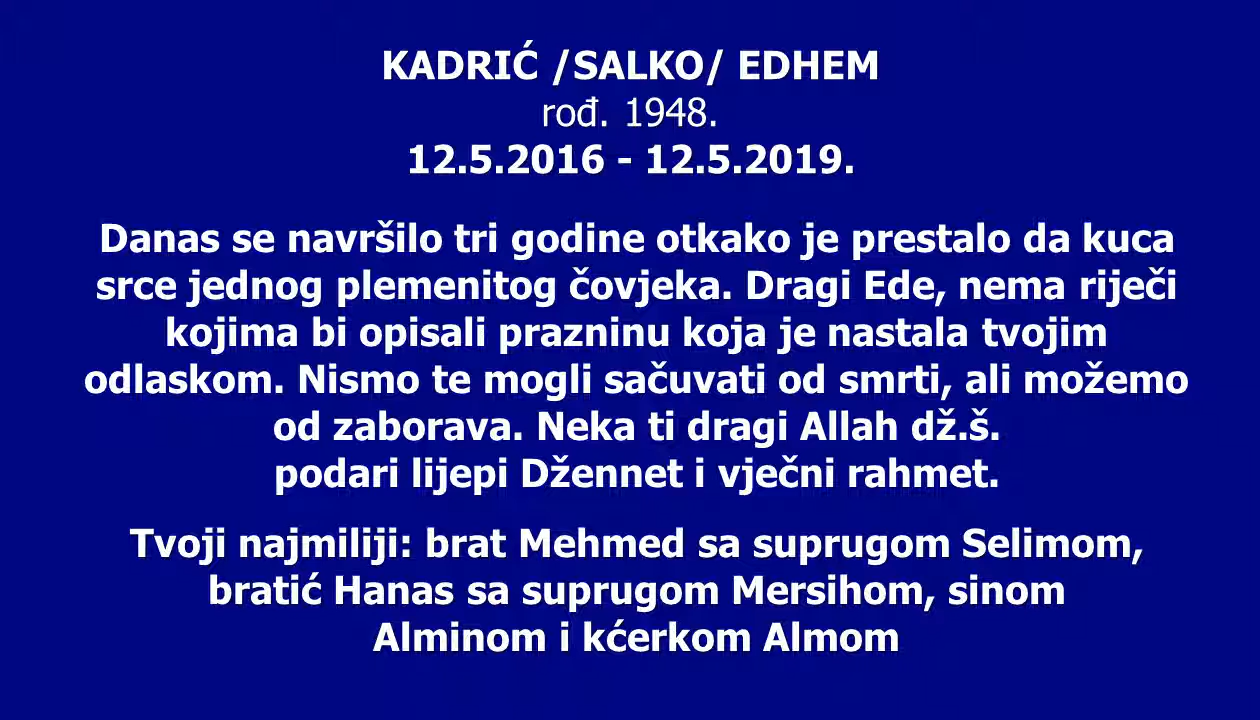 KADRIĆ /SALKO/ EDHEM
rođ. 1948.
12.5.2016 - 12.5.2019.
Danas se navršilo tri godine otkako je prestalo da kuca
srce jednog plemenitog čovjeka. Dragi Ede, nema riječi
kojima bi opisali prazninu koja je nastala tvojim
odlaskom. Nismo te mogli sačuvati od smrti, ali možemo
od zaborava. Neka ti dragi Allah dž.š.
podari lijepi Džennet i vječni rahmet.
Tvoji najmiliji: brat Mehmed sa suprugom Selimom,
bratić Hanas sa suprugom Mersihom, sinom
Alminom i kćerkom Almom